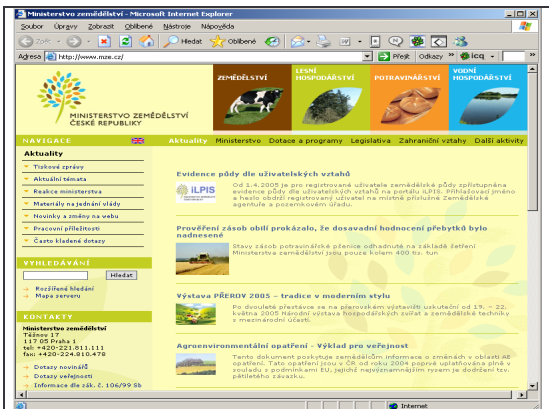 Ministerstvo zemědělství - Microsoft Internet Explorer
Soubor Úpravy Zobrazit Oblíbené Nástroje Nápověda
Zpět Hledat Oblíbené
Adresa http://www.mze.cz/ Přejít Odkazy icq
MINISTERSTVO ZEMĚDĚLSTVÍ
ČESKÉ REPUBLIKY
ZEMĚDĚLSTVÍ
LESNÍ
HOSPODÁŘSTVÍ
POTRAVINÁŘSTVÍ
VODNÍ
HOSPODÁŘSTVÍ
NAVIGACE
Aktuality Ministerstvo Dotace a programy Legislativa Zahraniční vztahy Další aktivity
Aktuality
Tiskové zprávy
Aktuální témata
Reakce ministerstva
Materiály na jednání vlády
Novinky a změny na webu
Pracovní příležitosti
Často kladené dotazy
VYHLEDÁVÁNÍ
Hledat
Rozšířené hledání
Mapa serveru
KONTAKTY
Ministerstvo zemědělství
Těšnov 17
117 05 Praha 1
tel: +420-221.811.111
fax: +420-224.810.478
Dotazy novinářů
Dotazy veřejnosti
Informace dle zák. č. 106/99 Sb
Evidence půdy dle uživatelských vztahů
iLPIS
Od 1.4.2005 je pro registrované uživatele zemědělské půdy zpřístupněna
evidence půdy dle uživatelských vztahů na portálu iLPIS. Přihlašovací jméno
a heslo obdrží registrovaný uživatel na místně příslušné Zemědělské
agentuře a pozemkovém úřadu.
Prověření zásob obilí prokázalo, že dosavadní hodnocení přebytků bylo
nadnesené
Stavy zásob potravinářské pšenice odhadnuté na základě šetření
Ministerstva zemědělství jsou pouze kolem 400 tis. tun
Výstava PŘEROV 2005 – tradice v moderním stylu
Po dousleté přestávce se na přerovském výstavišti uskuteční od 19. – 22.
května 2005 Národní výstava hospodářských zvířat a zemědělské techniky
s mezinárodní účastí.
Agroenvironmentální opatření - Výklad pro veřejnost
Tento dokument poskytuje zemědělcům informace o změnách v oblasti AE
opatření. Tato opatření jsou v ČR od roku 2004 poprvé uplatňována plně v
souladu s podmínkami EU, jejichž nejvýznamnějším rysem je dodržení tzv.
pětiletého závazku.
Internet